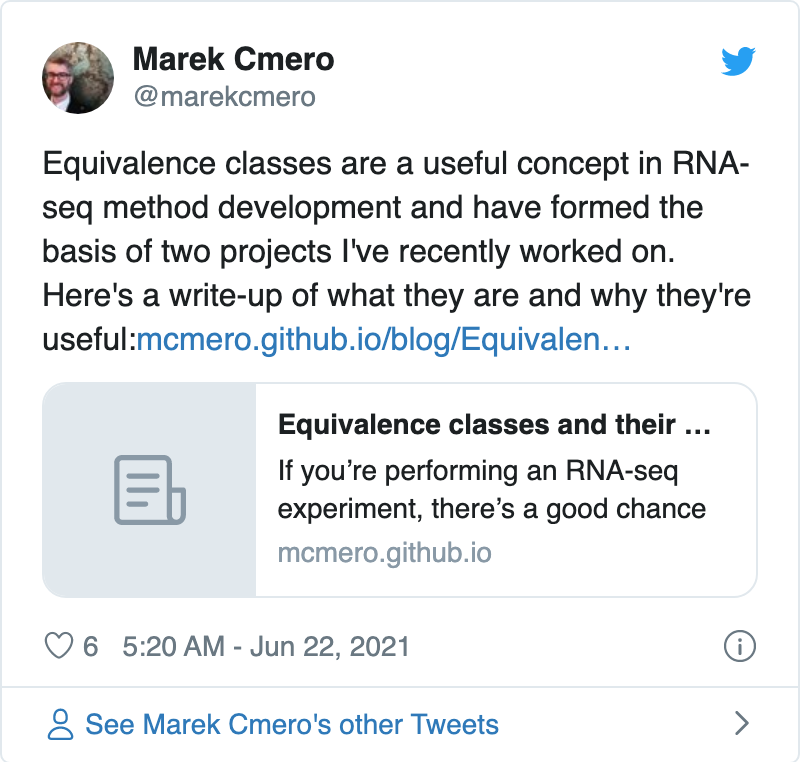 Marek Cmero
@marekcmero
Equivalence classes are a useful concept in RNA-
seq method development and have formed the
basis of two projects I've recently worked on.
Here's a write-up of what they are and why they're
useful:mcmero.github.io/blog/Equivalen…
Equivalence classes and their …
If you’re performing an RNA-seq
experiment, there’s a good chance
mcmero.github.io
6 5:20 AM - Jun 22, 2021
See Marek Cmero's other Tweets